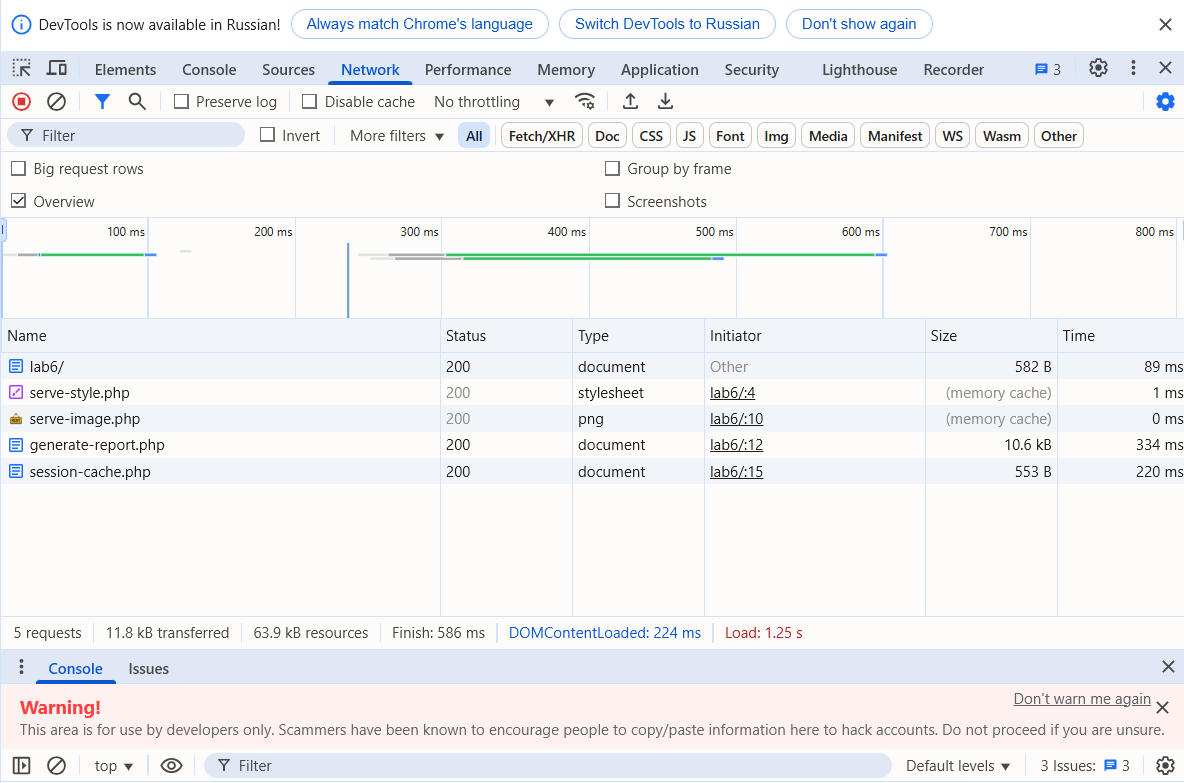 DevTools is now available in Russian! Always match Chrome's language Switch DevTools to Russian Don't show again
Elements Console Sources Network Performance Memory Application Security Lighthouse Recorder 3
Preserve log Disable cache No throttling
Filter Invert More filters All Fetch/XHR Doc CSS JS Font Img Media Manifest WS Wasm Other
Big request rows Group by frame
Overview Screenshots
100 ms 200 ms 300 ms 400 ms 500 ms 600 ms 700 ms 800 ms
Name Status Type Initiator Size Time
lab6/ 200 document Other 582 B 89 ms
serve-style.php 200 stylesheet lab6/:4 (memory cache) 1 ms
serve-image.php 200 png lab6/:10 (memory cache) 0 ms
generate-report.php 200 document lab6/:12 10.6 kB 334 ms
session-cache.php 200 document lab6/:15 553 B 220 ms
5 requests 11.8 kB transferred 63.9 kB resources Finish: 586 ms DOMContentLoaded: 224 ms Load: 1.25 s
Console Issues
Warning! Don't warn me again
This area is for use by developers only. Scammers have been known to encourage people to copy/paste information here to hack accounts. Do not proceed if you are unsure.
top Filter Default levels 3 Issues: 3